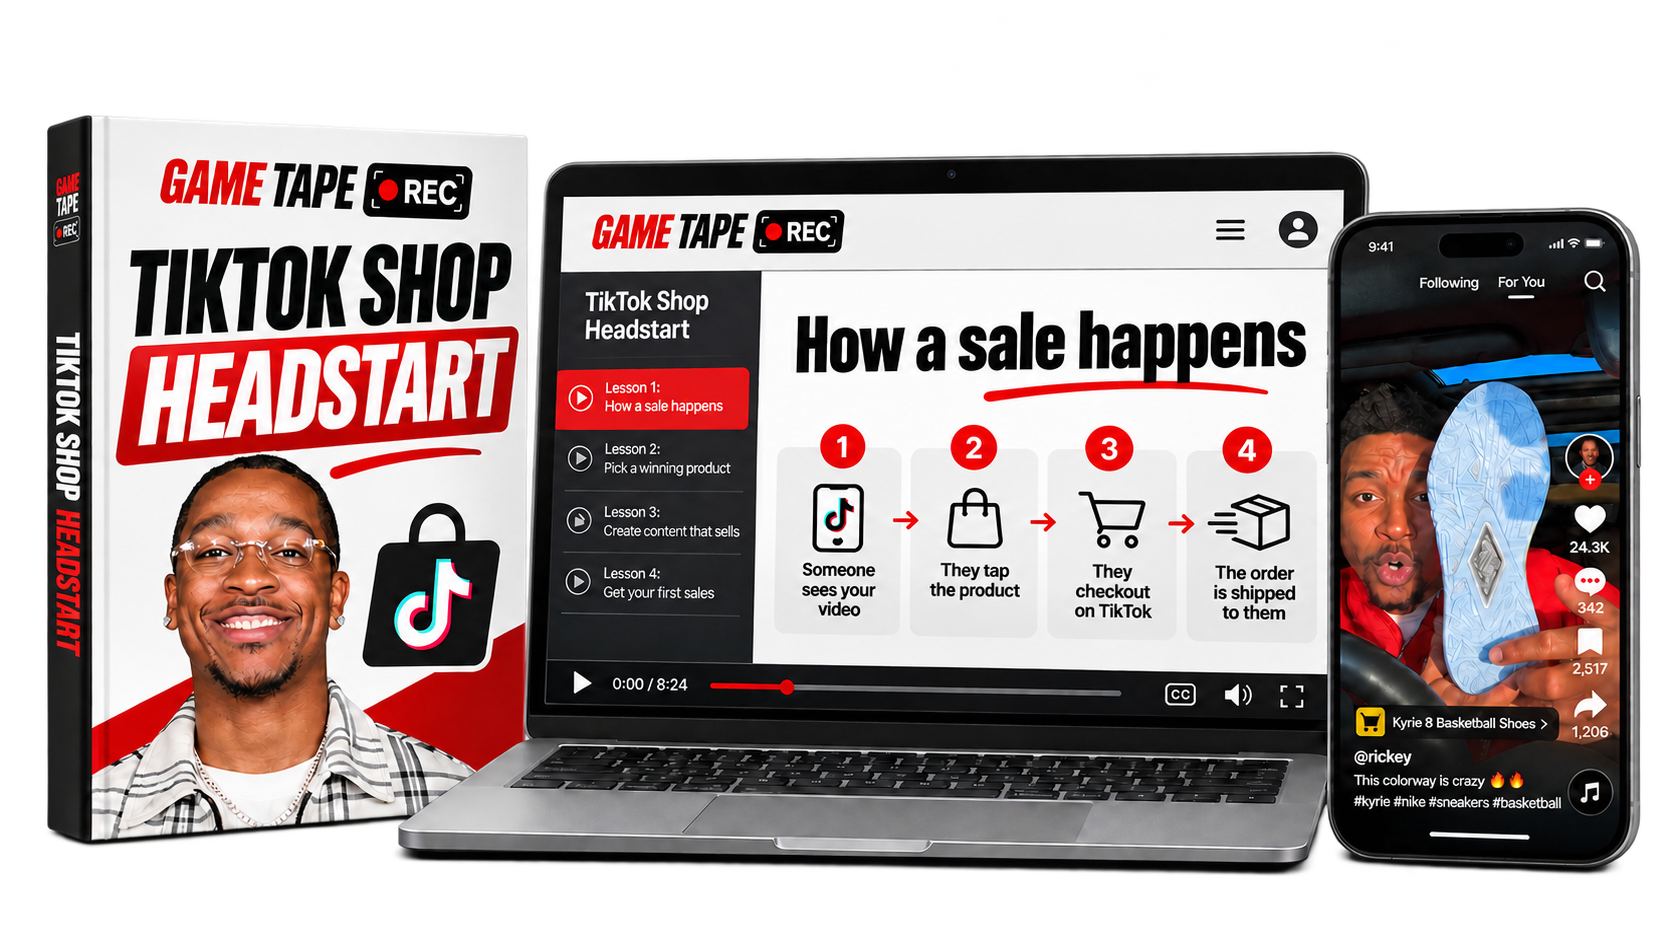 GAME TAPE REC
TIKTOK SHOP
HEADSTART
GAME
TAPE
REC
TIKTOK SHOP HEADSTART
GAME TAPE REC
TikTok Shop
Headstart
Lesson 1:
How a sale happens
Lesson 2:
Pick a winning product
Lesson 3:
Create content that sells
Lesson 4:
Get your first sales
How a sale happens
1
Someone
sees your
video
2
They tap
the product
3
They
checkout
on TikTok
4
The order
is shipped
to them
0:00 / 8:24
CC
9:41
Following For You
24.3K
342
2,517
1,206
Kyrie 8 Basketball Shoes >
@rickey
This colorway is crazy 🔥🔥
#kyrie #nike #sneakers #basketball